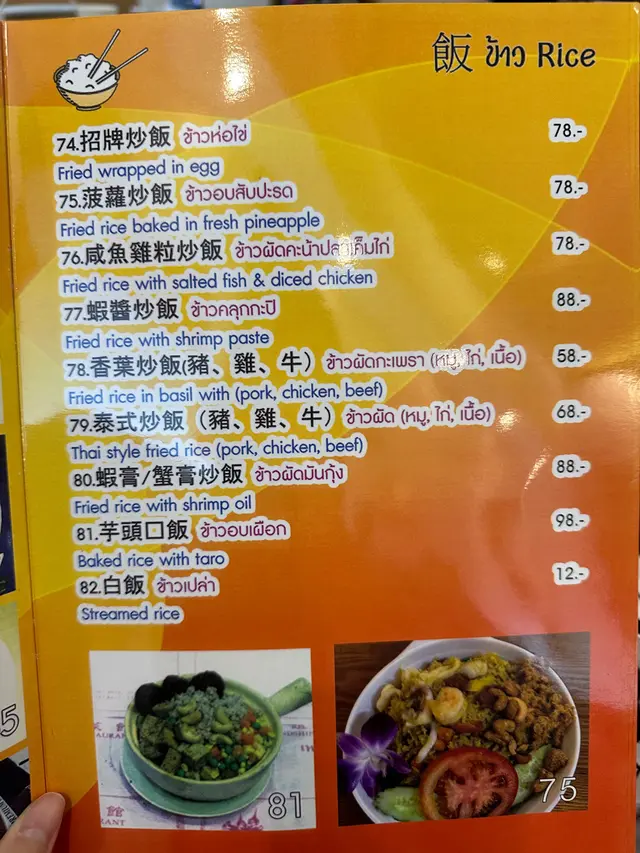 飯 ข้าว Rice
74.招牌炒飯 ข้าวห่อไข่ 78.-
Fried wrapped in egg
75.菠蘿炒飯 ข้าวอบสับปะรด 78.-
Fried rice baked in fresh pineapple
76.咸魚雞粒炒飯 ข้าวผัดคะน้าปลาเค็มไก่ 78.-
Fried rice with salted fish & diced chicken
77.蝦醬炒飯 ข้าวคลุกกะปิ 88.-
Fried rice with shrimp paste
78.香葉炒飯(豬、雞、牛) ข้าวผัดกะเพรา (หมู, ไก่, เนื้อ) 58.-
Fried rice in basil with (pork, chicken, beef)
79.泰式炒飯 (豬、雞、牛) ข้าวผัด (หมู, ไก่, เนื้อ) 68.-
Thai style fried rice (pork, chicken, beef)
80.蝦膏/蟹膏炒飯 ข้าวผัดมันกุ้ง 88.-
Fried rice with shrimp oil
81.芋頭□飯 ข้าวอบเผือก 98.-
Baked rice with taro
82.白飯 ข้าวเปล่า 12.-
Streamed rice
81
75